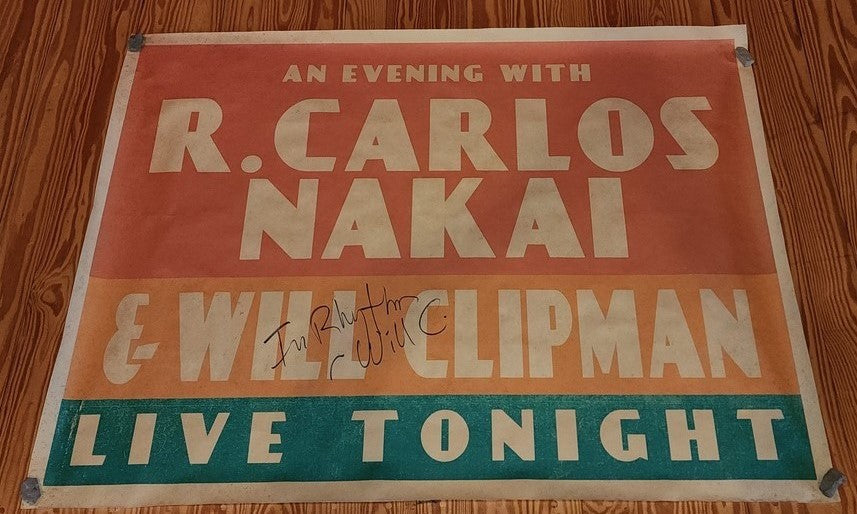 AN EVENING WITH
R. CARLOS
NAKAI
& WILL CLIPMAN
In Rhythm
~ Will C.
LIVE TONIGHT